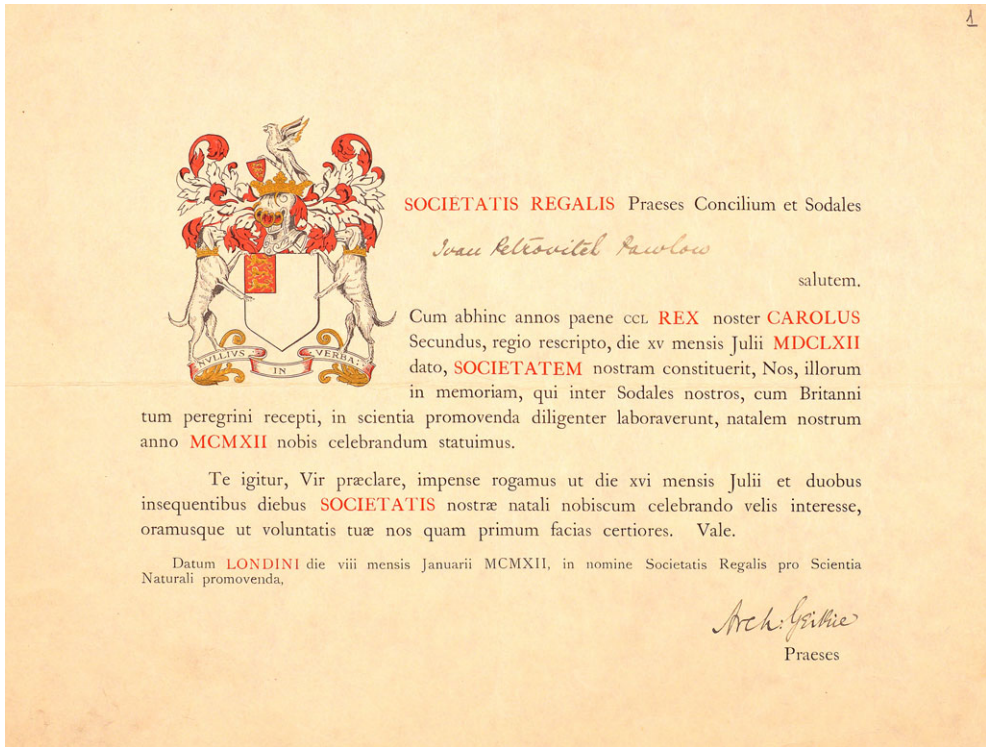 1
SOCIETATIS REGALIS Praeses Concilium et Sodales
Ivan Petrovitch Pawlow
salutem.
Cum abhinc annos paene CCL REX noster CAROLUS
Secundus, regio rescripto, die xv mensis Julii MDCLXII
dato, SOCIETATEM nostram constituerit, Nos, illorum
in memoriam, qui inter Sodales nostros, cum Britanni
tum peregrini recepti, in scientia promovenda diligenter laboraverunt, natalem nostrum
anno MCMXII nobis celebrandum statuimus.
NVLLIVS IN VERBA:
Te igitur, Vir præclare, impense rogamus ut die xvi mensis Julii et duobus
insequentibus diebus SOCIETATIS nostræ natali nobiscum celebrando velis interesse,
oramusque ut voluntatis tuæ nos quam primum facias certiores. Vale.
Datum LONDINI die viii mensis Januarii MCMXII, in nomine Societatis Regalis pro Scientia
Naturali promovenda,
Arch: Geikie
Praeses